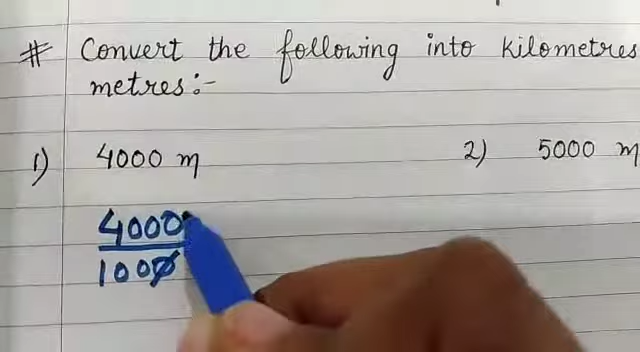 # Convert the following into Kilometres
metres:-
1) 4000 m 2) 5000 m
4000
1000